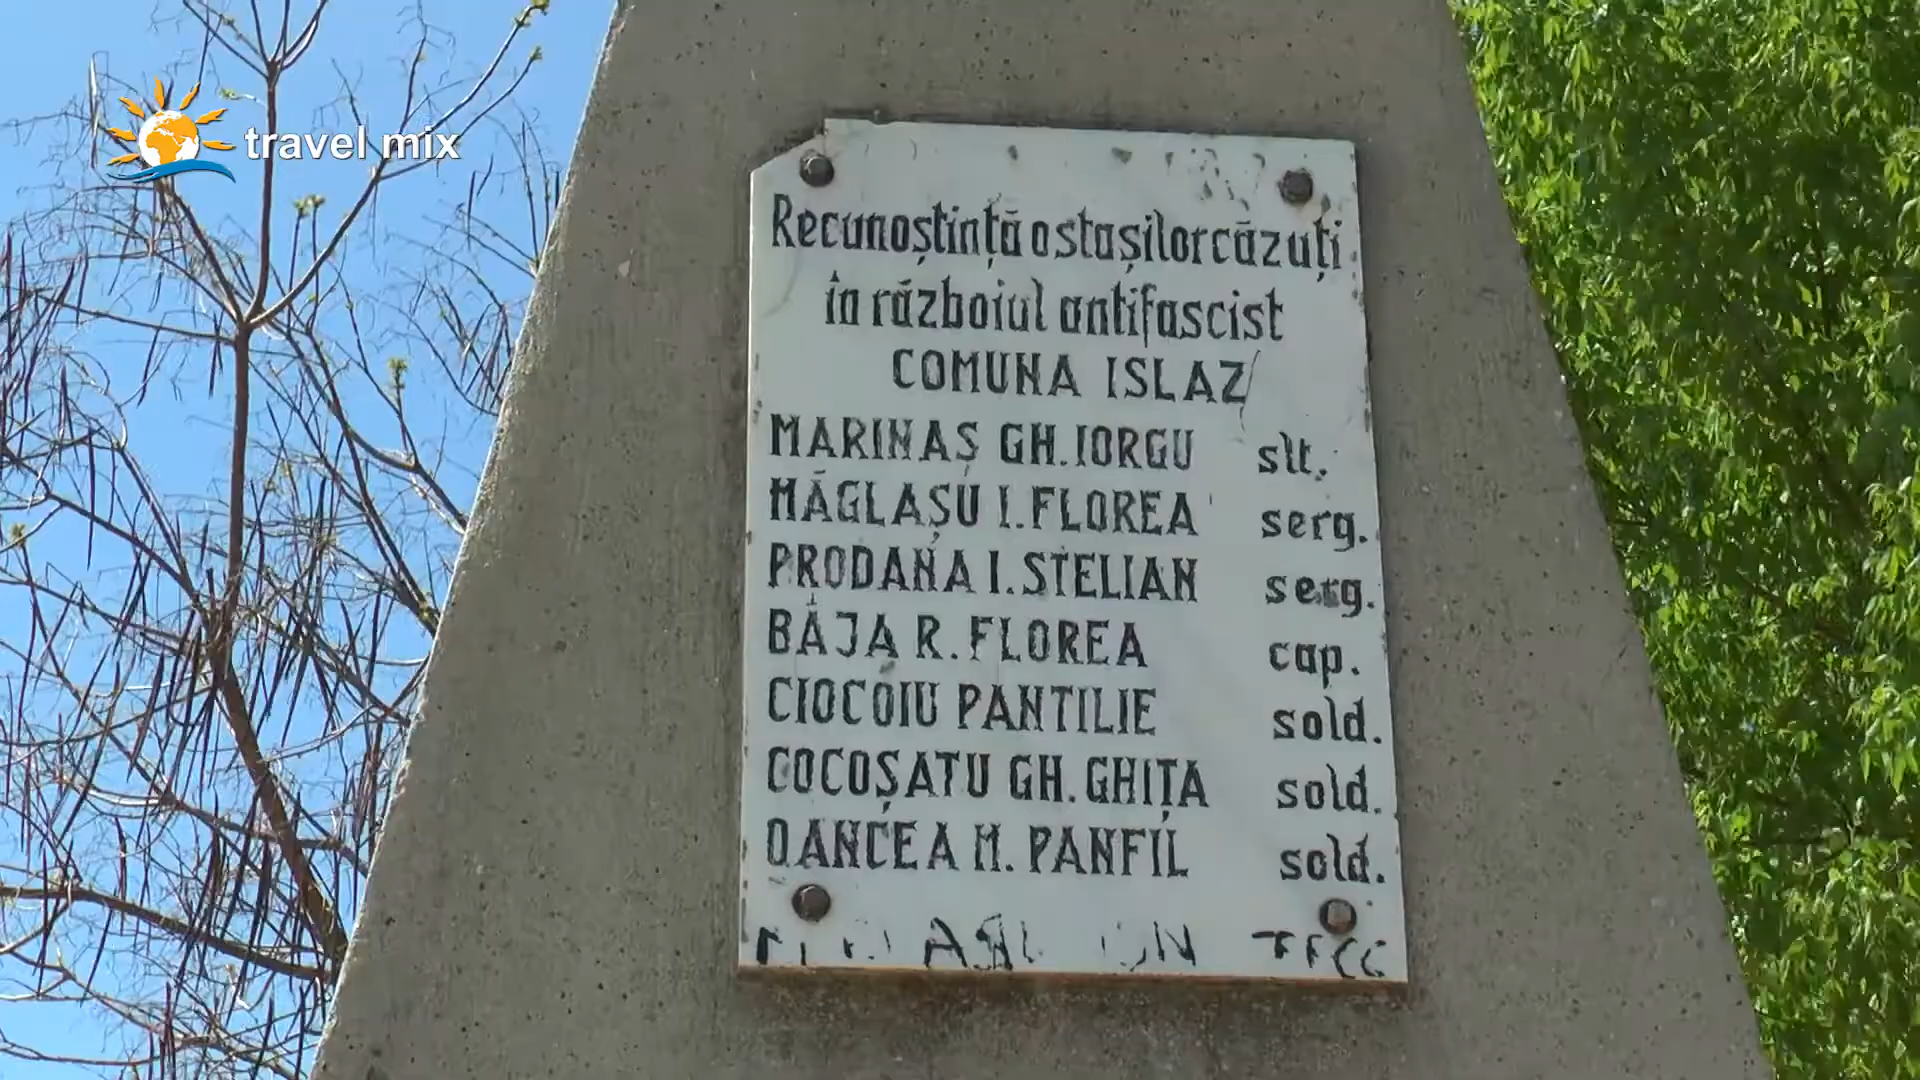 travel mix
Recunoștință ostașilor căzuți
în războiul antifascist
COMUNA ISLAZ
MARINAȘ GH. IORGU slt.
MĂGLAȘU I. FLOREA serg.
PRODANA I. STELIAN serg.
BĂJA R. FLOREA cap.
CIOCOIU PANTILIE sold.
COCOȘATU GH. GHIȚA sold.
OANCEA M. PANFIL sold.